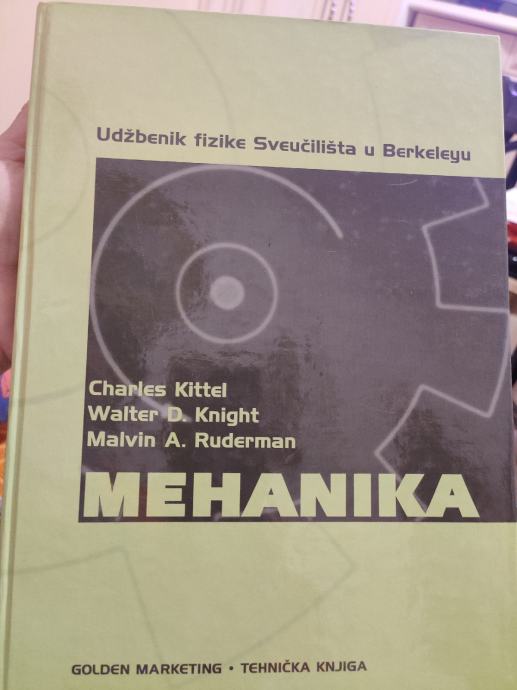 Udžbenik fizike Sveučilišta u Berkeleyu
Charles Kittel
Walter D. Knight
Malvin A. Ruderman
MEHANIKA
GOLDEN MARKETING • TEHNIČKA KNJIGA